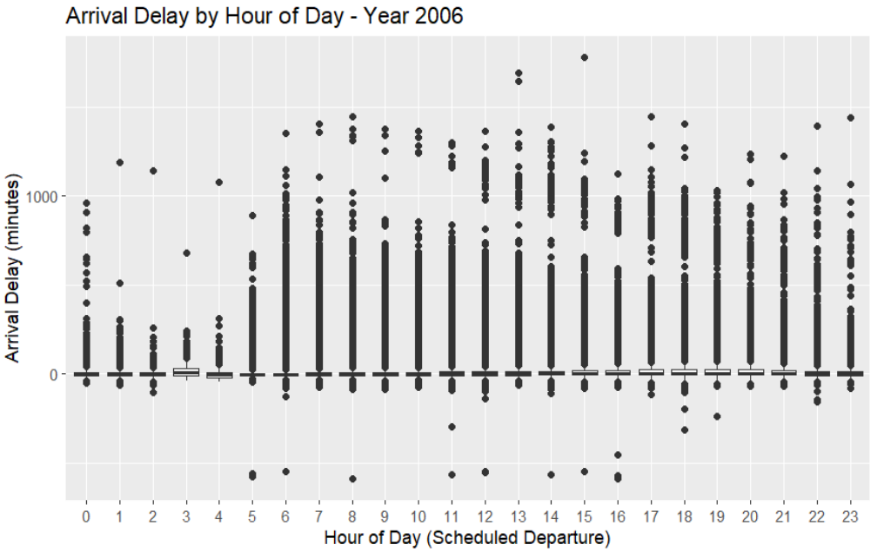 Arrival Delay by Hour of Day - Year 2006
Arrival Delay (minutes)
1000
0
0 1 2 3 4 5 6 7 8 9 10 11 12 13 14 15 16 17 18 19 20 21 22 23
Hour of Day (Scheduled Departure)